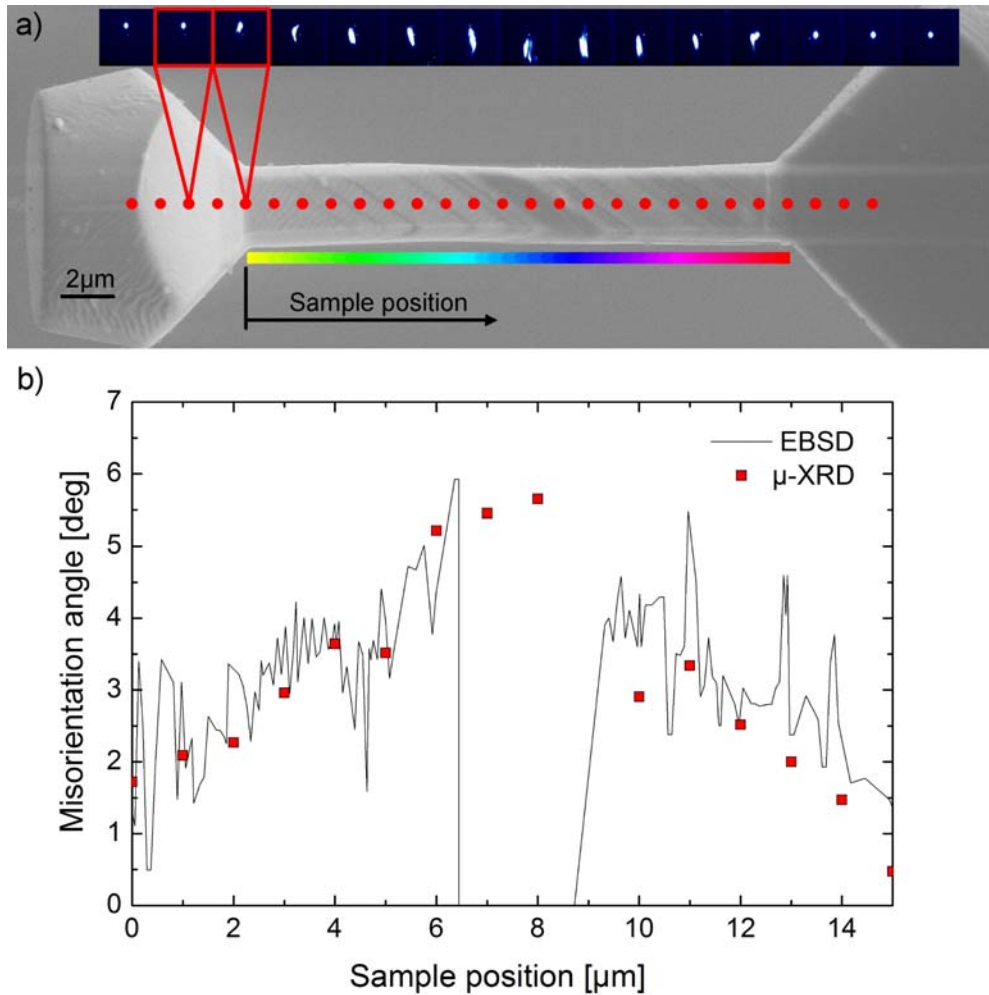 a)
2µm
Sample position
b)
Misorientation angle [deg]
7
6
5
4
3
2
1
0
EBSD
µ-XRD
0 2 4 6 8 10 12 14
Sample position [µm]